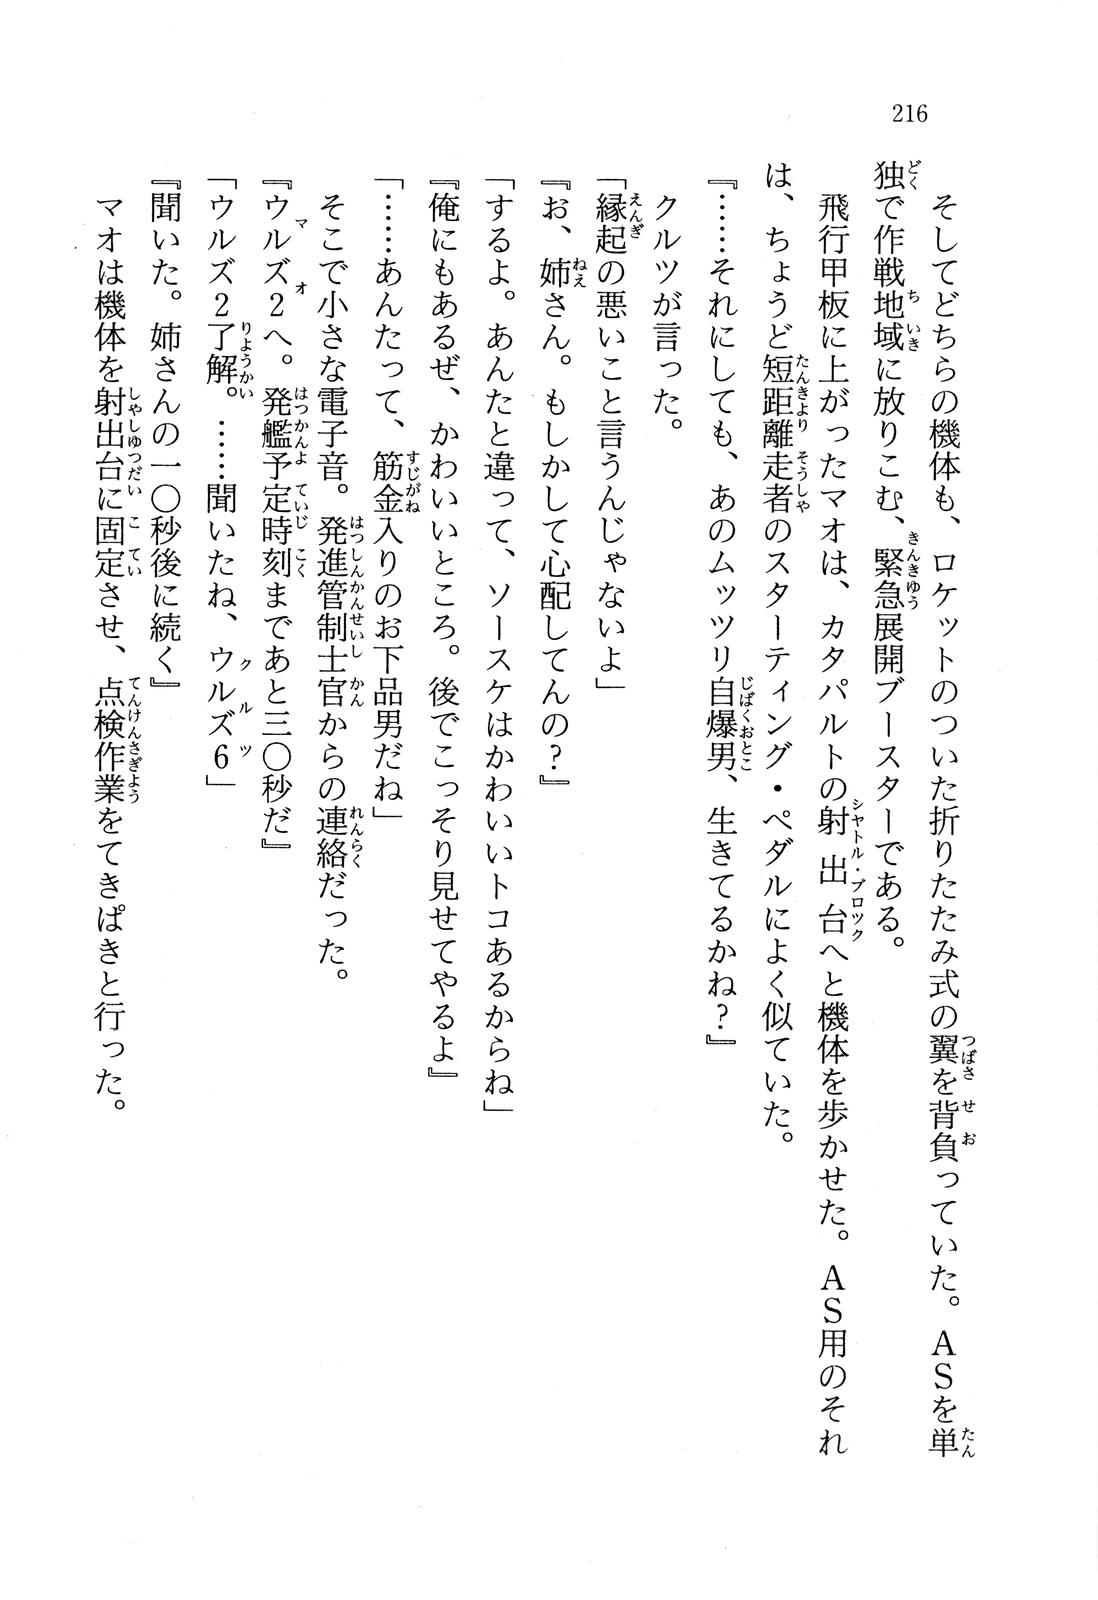 216
そしてどちらの機体も、ロケットのついた折りたたみ式の翼を背負っていた。ASを単
独で作戦地域に放りこむ、緊急展開ブースターである。
飛行甲板に上がったマオは、カタパルトの射出台へと機体を歩かせた。AS用のそれ
は、ちょうど短距離走者のスターティング・ペダルによく似ていた。
『……それにしても、あのムッツリ自爆男、生きてるかね?』
クルツが言った。
「縁起の悪いこと言うんじゃないよ」
『お、姉さん。もしかして心配してんの?』
「するよ。あんたと違って、ソースケはかわいいトコあるからね」
『俺にもあるぜ、かわいいところ。後でこっそり見せてやるよ』
「……あんたって、筋金入りのお下品男だね」
そこで小さな電子音。発進管制士官からの連絡だった。
『ウルズ2へ。発艦予定時刻まであと三〇秒だ』
「ウルズ2了解。……聞いたね、ウルズ6」
『聞いた。姉さんの一〇秒後に続く』
マオは機体を射出台に固定させ、点検作業をてきぱきと行った。